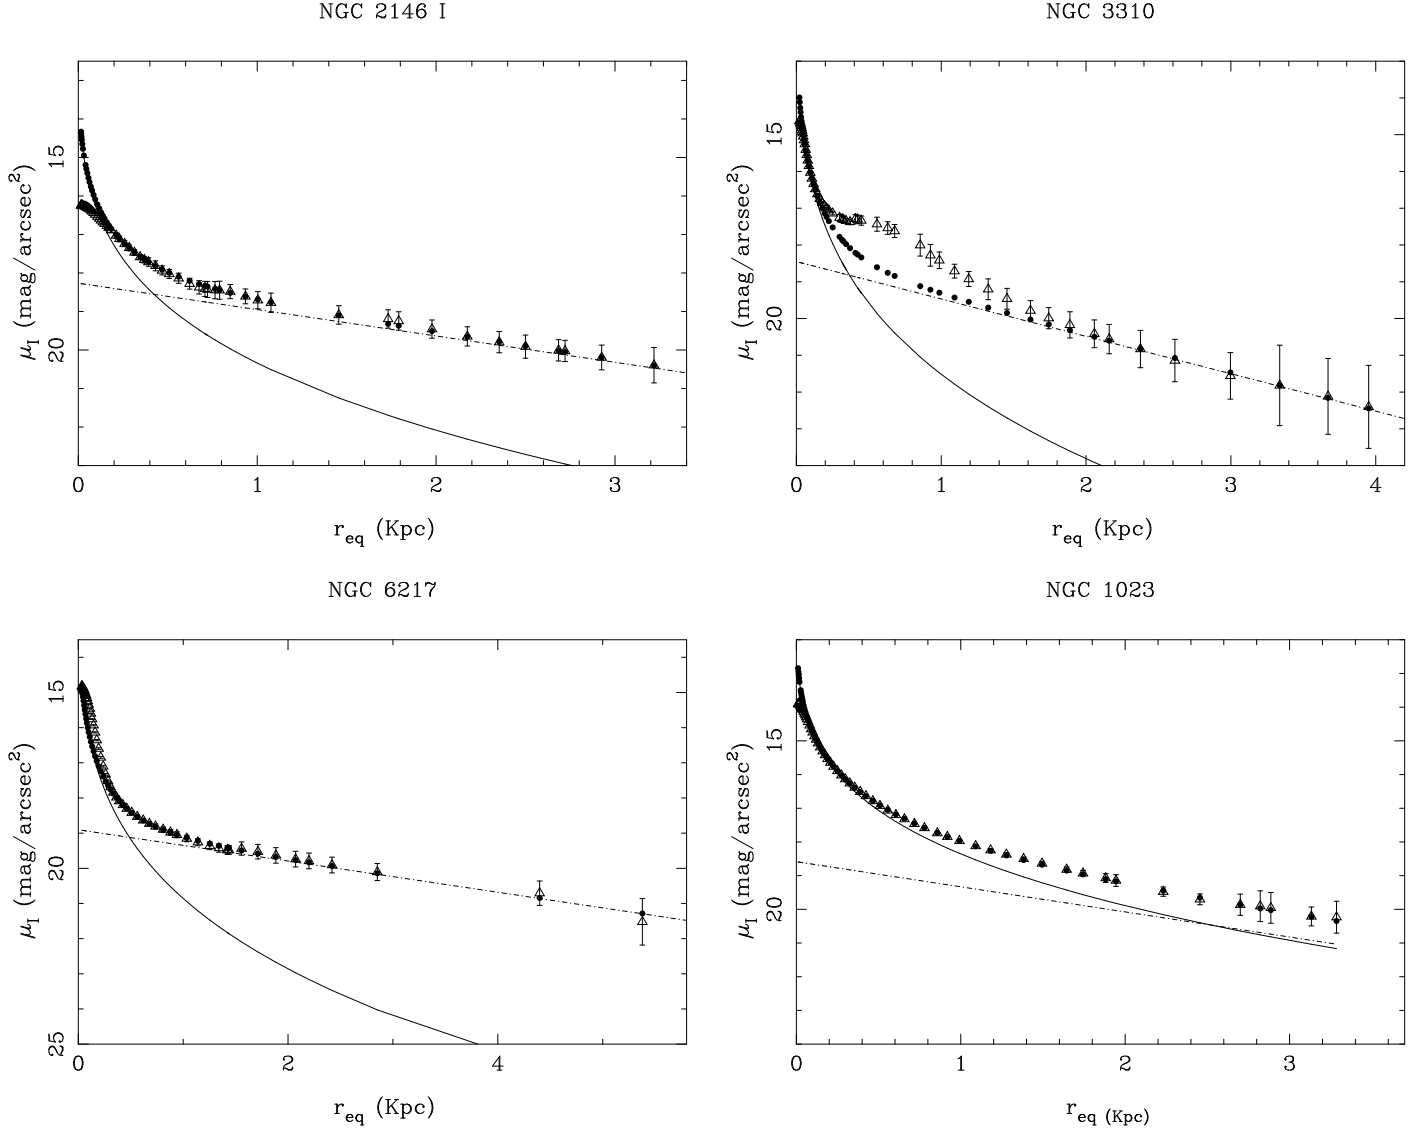 NGC 2146 I
15
20
μI (mag/arcsec2)
0 1 2 3
req (Kpc)
NGC 3310
15
20
μI (mag/arcsec2)
0 1 2 3 4
req (Kpc)
NGC 6217
15
20
25
μI (mag/arcsec2)
0 2 4
req (Kpc)
NGC 1023
15
20
μI (mag/arcsec2)
0 1 2 3
req (Kpc)